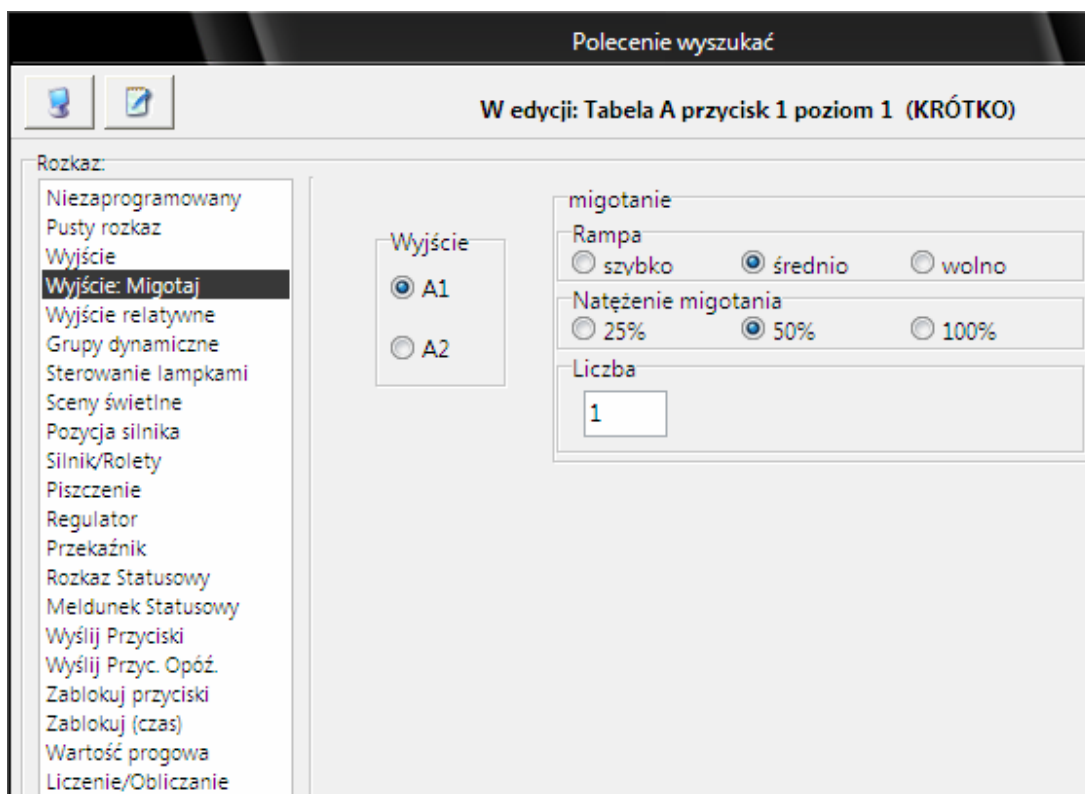 Polecenie wyszukać
W edycji: Tabela A przycisk 1 poziom 1 (KRÓTKO)
Rozkaz:
Niezaprogramowany
Pusty rozkaz
Wyjście
Wyjście: Migotaj
Wyjście relatywne
Grupy dynamiczne
Sterowanie lampkami
Sceny świetlne
Pozycja silnika
Silnik/Rolety
Piszczenie
Regulator
Przekaźnik
Rozkaz Statusowy
Meldunek Statusowy
Wyślij Przyciski
Wyślij Przyc. Opóź.
Zablokuj przyciski
Zablokuj (czas)
Wartość progowa
Liczenie/Obliczanie
Wyjście
A1
A2
migotanie
Rampa
szybko średnio wolno
Natężenie migotania
25% 50% 100%
Liczba
1